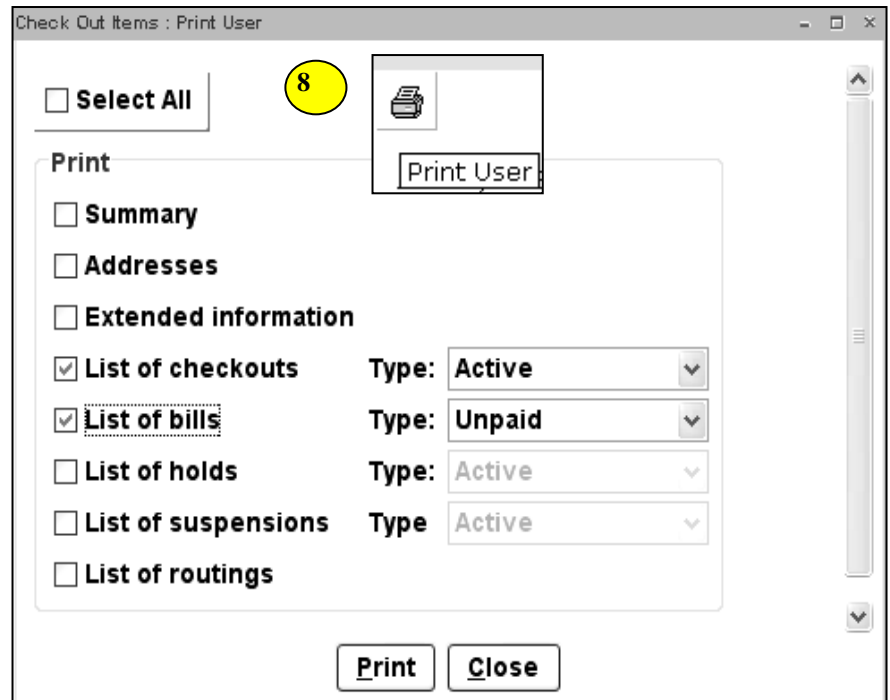 Check Out Items : Print User
Select All
8
Print User
Print
Summary
Addresses
Extended information
List of checkouts Type: Active
List of bills Type: Unpaid
List of holds Type: Active
List of suspensions Type Active
List of routings
Print Close